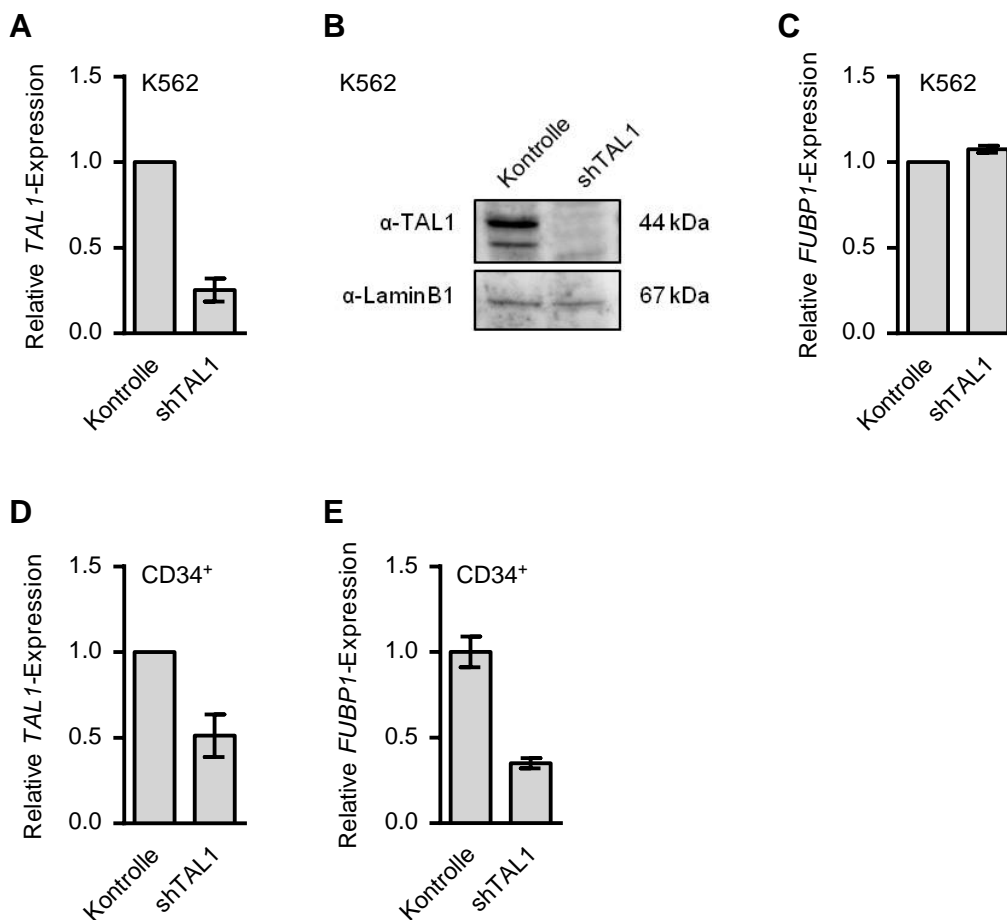 A
Relative TAL1-Expression
1.5
1.0
0.5
0.0
K562
Kontrolle
shTAL1
B
K562
Kontrolle
shTAL1
α-TAL1
44 kDa
α-LaminB1
67 kDa
C
Relative FUBP1-Expression
1.5
1.0
0.5
0.0
K562
Kontrolle
shTAL1
D
Relative TAL1-Expression
1.5
1.0
0.5
0.0
CD34⁺
Kontrolle
shTAL1
E
Relative FUBP1-Expression
1.5
1.0
0.5
0.0
CD34⁺
Kontrolle
shTAL1